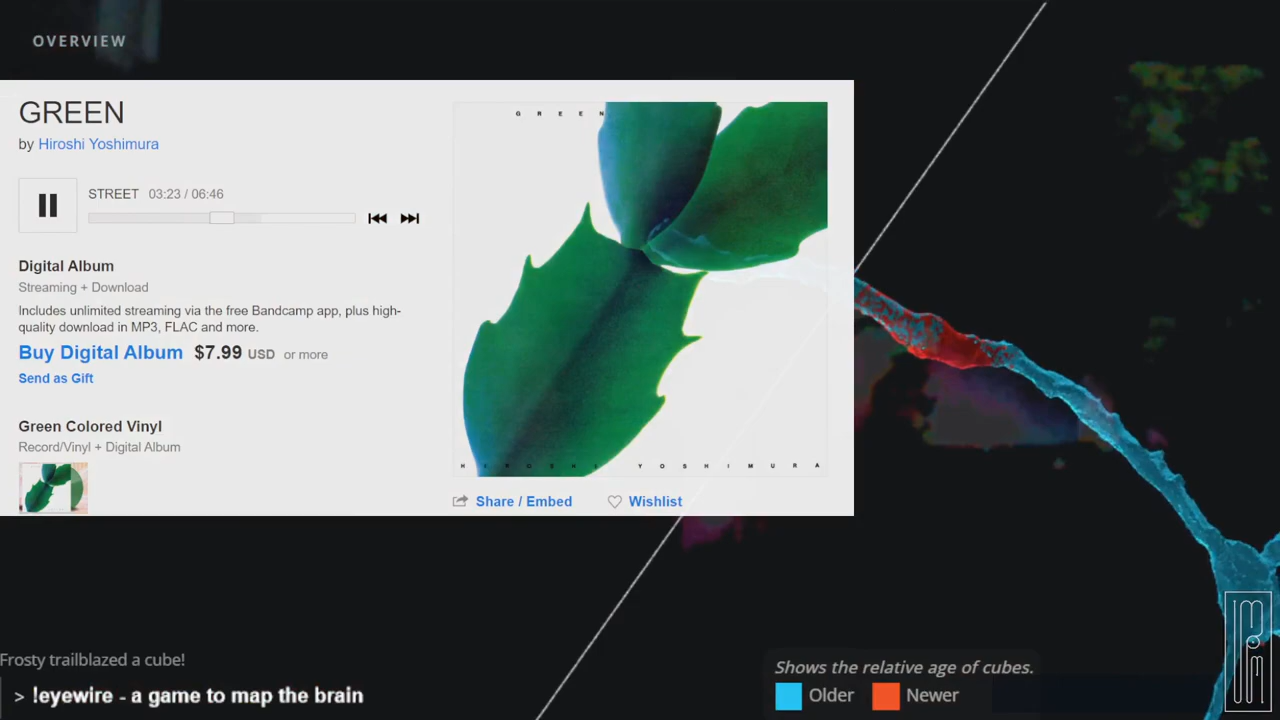 OVERVIEW
GREEN
by Hiroshi Yoshimura
STREET 03:23 / 06:46
Digital Album
Streaming + Download
Includes unlimited streaming via the free Bandcamp app, plus high-
quality download in MP3, FLAC and more.
Buy Digital Album $7.99 USD or more
Send as Gift
Green Colored Vinyl
Record/Vinyl + Digital Album
GREEN
HIROSHI YOSHIMURA
Share / Embed Wishlist
Frosty trailblazed a cube!
> !eyewire - a game to map the brain
Shows the relative age of cubes.
Older Newer